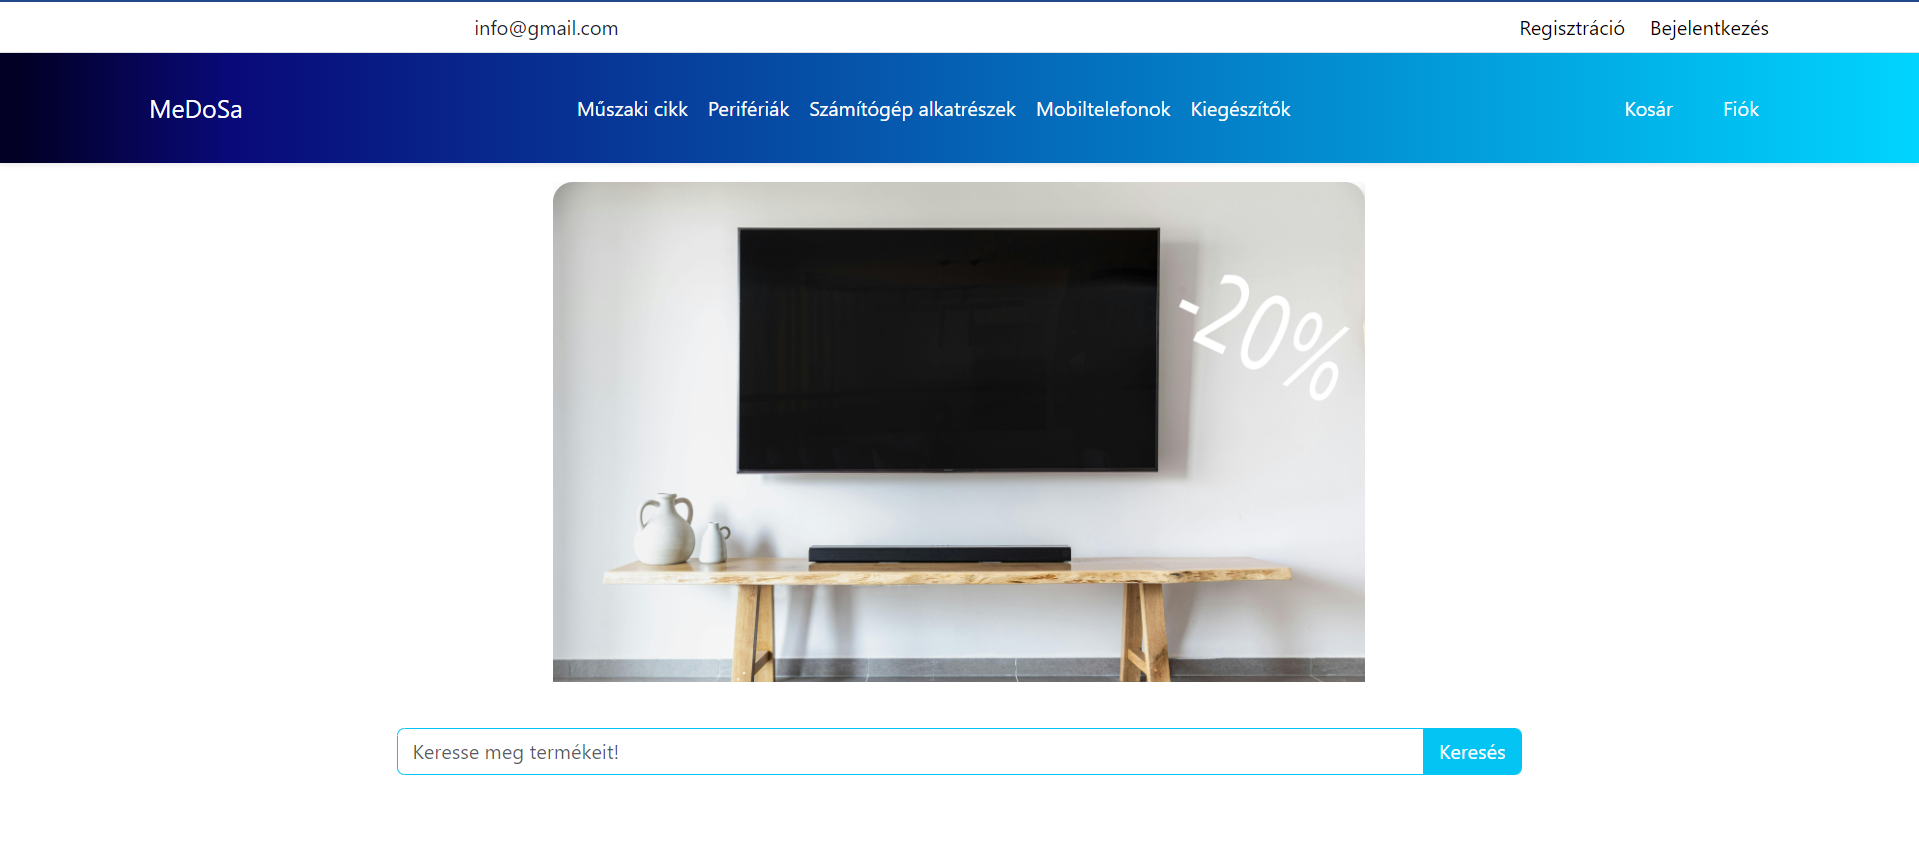 info@gmail.com Regisztráció Bejelentkezés
MeDoSa Műszaki cikk Perifériák Számítógép alkatrészek Mobiltelefonok Kiegészítők Kosár Fiók
-20%
Keresse meg termékeit! Keresés